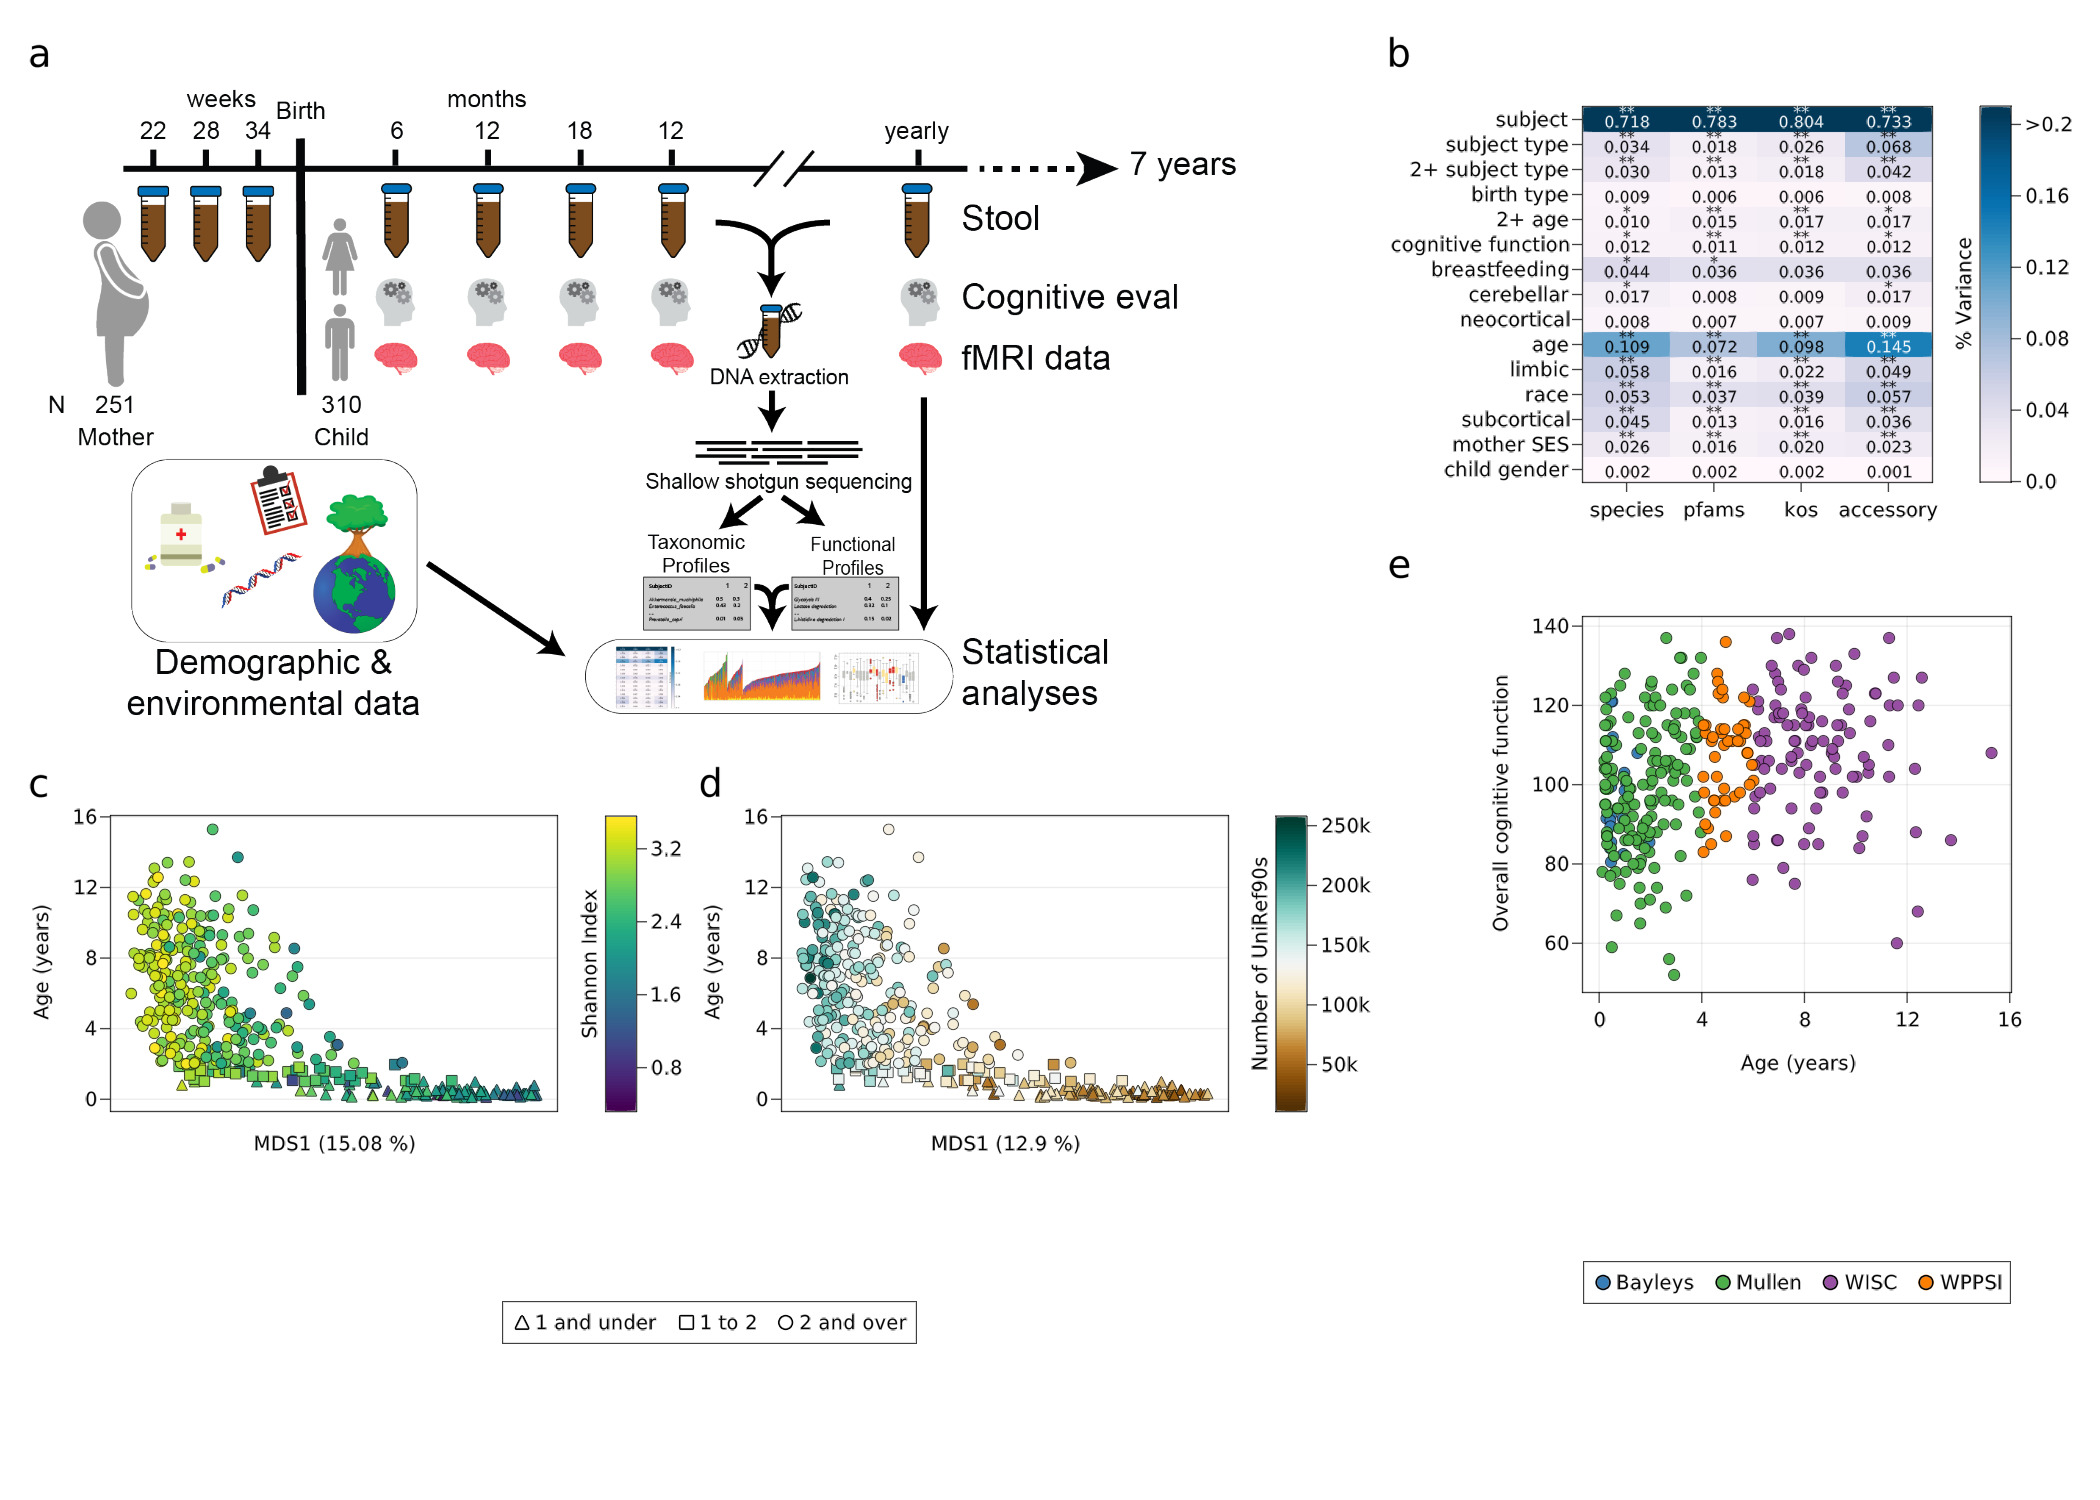 a
weeks
Birth
months
22 28 34 6 12 18 12 yearly
7 years
Stool
Cognitive eval
fMRI data
DNA extraction
N 251 310
Mother Child
Shallow shotgun sequencing
Taxonomic
Profiles
Functional
Profiles
SubjectID 1 2
SubjectID 1 2
Demographic &
environmental data
Statistical
analyses
b
subject 0.718 0.783 0.804 0.733
** ** ** **
subject type 0.034 0.018 0.026 0.068
** ** ** **
2+ subject type 0.030 0.013 0.018 0.042
** ** ** **
birth type 0.009 0.006 0.006 0.008
2+ age 0.010 0.015 0.017 0.017
* ** ** *
cognitive function 0.012 0.011 0.012 0.012
* ** ** *
breastfeeding 0.044 0.036 0.036 0.036
* *
cerebellar 0.017 0.008 0.009 0.017
* *
neocortical 0.008 0.007 0.007 0.009
age 0.109 0.072 0.098 0.145
** ** ** **
limbic 0.058 0.016 0.022 0.049
** ** ** **
race 0.053 0.037 0.039 0.057
** ** ** **
subcortical 0.045 0.013 0.016 0.036
** ** ** **
mother SES 0.026 0.016 0.020 0.023
** ** ** **
child gender 0.002 0.002 0.002 0.001
species pfams kos accessory
>0.2
0.16
0.12
0.08
0.04
0.0
% Variance
c
16
12
8
4
0
Age (years)
MDS1 (15.08 %)
3.2
2.4
1.6
0.8
Shannon Index
d
16
12
8
4
0
Age (years)
MDS1 (12.9 %)
250k
200k
150k
100k
50k
Number of UniRef90s
△ 1 and under □ 1 to 2 ○ 2 and over
e
140
120
100
80
60
Overall cognitive function
0 4 8 12 16
Age (years)
Bayleys Mullen WISC WPPSI